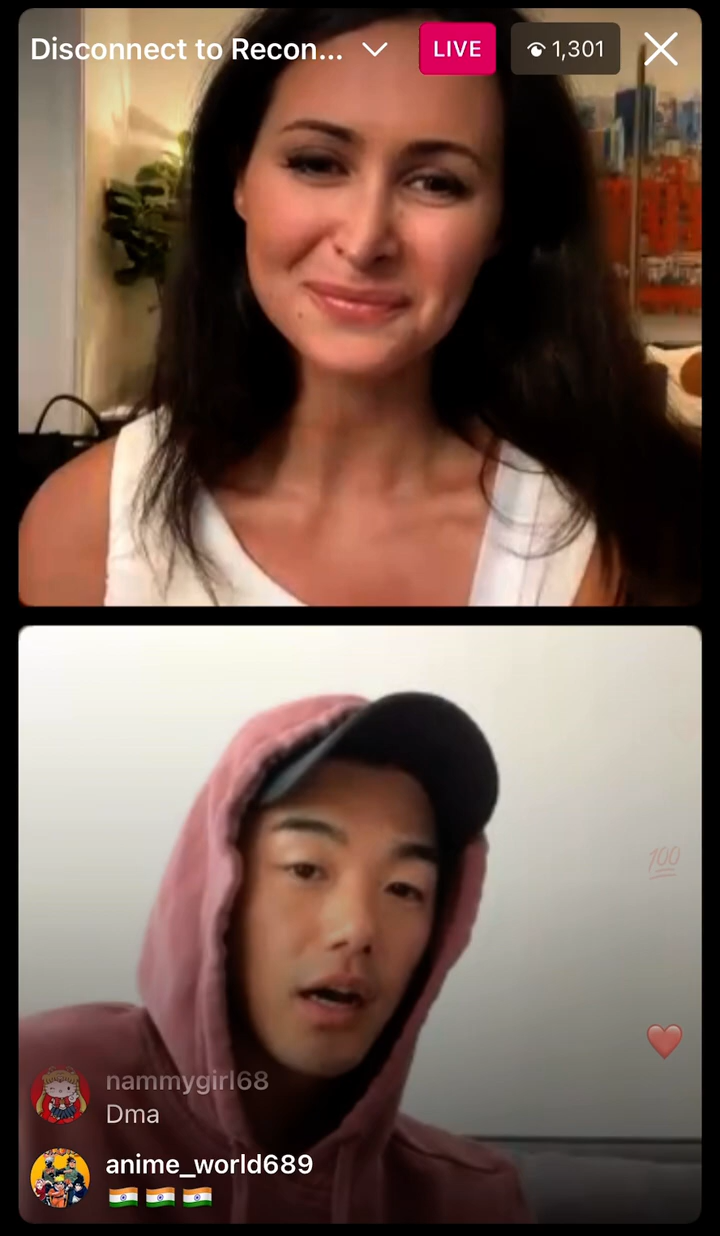 Disconnect to Recon...
LIVE
1,301
💯
nammygirl68
Dma
anime_world689
🇮🇳 🇮🇳 🇮🇳